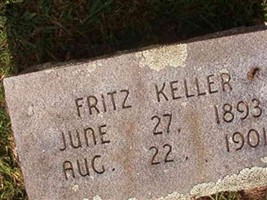 FRITZ KELLER
JUNE 27. 1893
AUG. 22. 1901